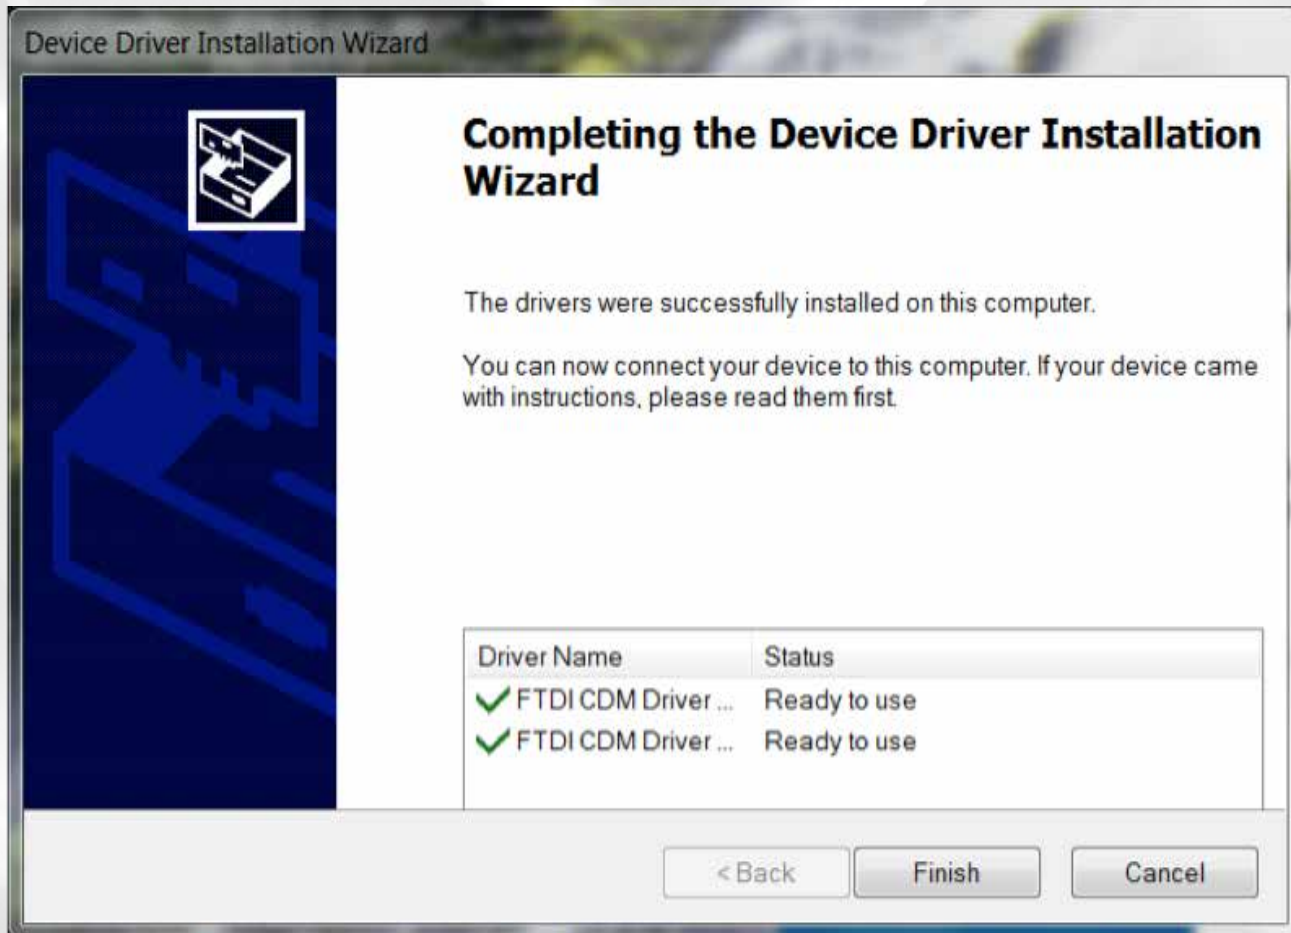 Device Driver Installation Wizard
Completing the Device Driver Installation
Wizard
The drivers were successfully installed on this computer.
You can now connect your device to this computer. If your device came
with instructions, please read them first.
Driver Name Status
FTDI CDM Driver ... Ready to use
FTDI CDM Driver ... Ready to use
< Back Finish Cancel